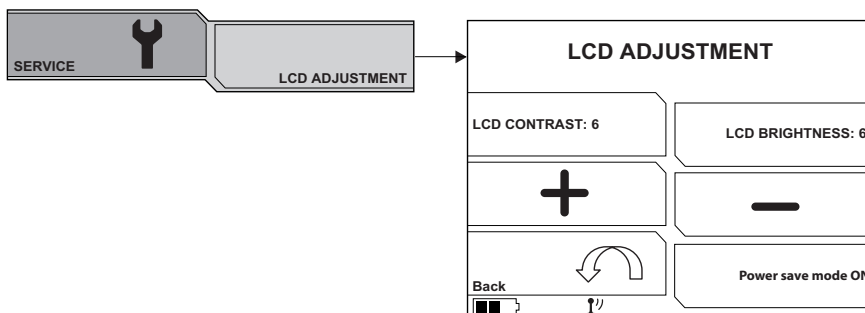 SERVICE
LCD ADJUSTMENT
LCD ADJUSTMENT
LCD CONTRAST: 6
LCD BRIGHTNESS: 6
Back
Power save mode ON